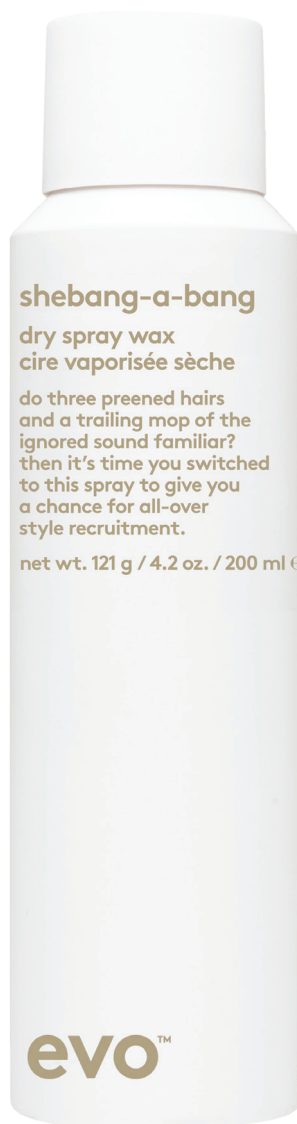 shebang-a-bang
dry spray wax
cire vaporisée sèche
do three preened hairs
and a trailing mop of the
ignored sound familiar?
then it's time you switched
to this spray to give you
a chance for all-over
style recruitment.
net wt. 121 g / 4.2 oz. / 200 ml ℮
evo™